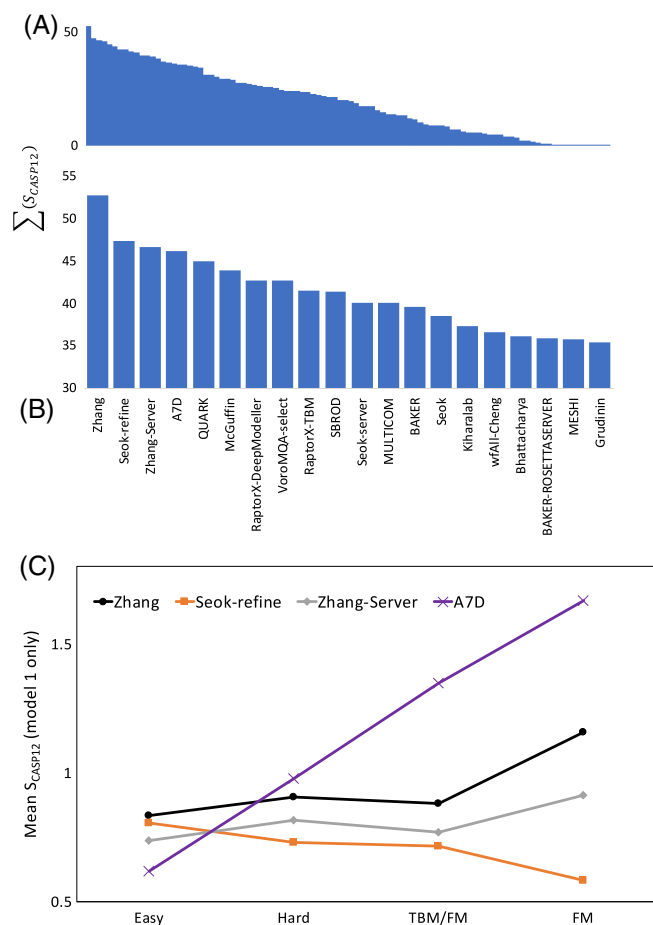 (A)
50
0
∑(S_CASP12)
55
50
45
40
35
30
(B)
Zhang
Seok-refine
Zhang-Server
A7D
QUARK
McGuffin
RaptorX-DeepModeller
VoroMQA-select
RaptorX-TBM
SBROD
Seok-server
MULTICOM
BAKER
Seok
Kiharalab
wfAll-Cheng
Bhattacharya
BAKER-ROSETTASERVER
MESHI
Grudinin
(C)
Zhang Seok-refine Zhang-Server A7D
1.5
1
0.5
Mean S_CASP12 (model 1 only)
Easy Hard TBM/FM FM